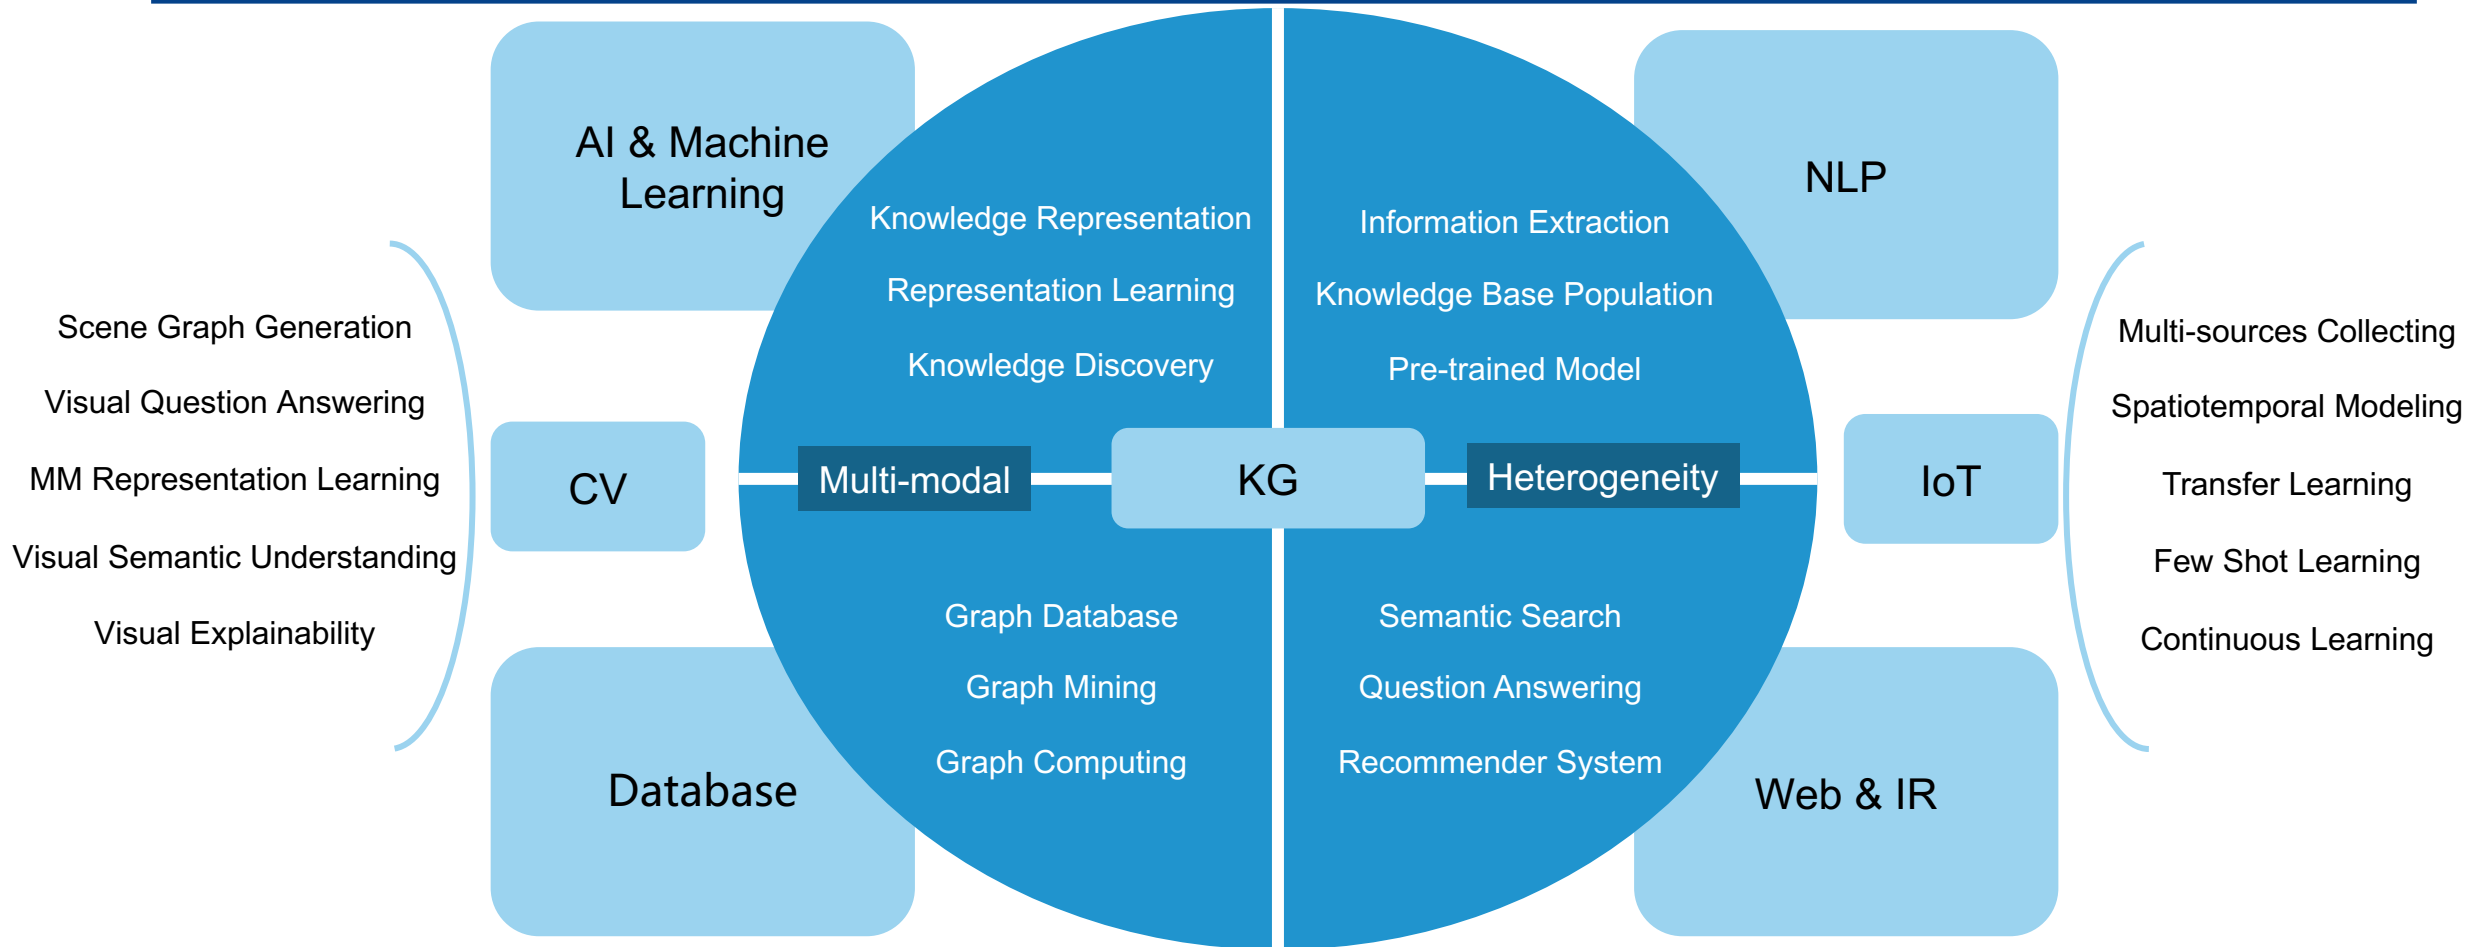 AI & Machine
Learning
NLP
Knowledge Representation
Representation Learning
Knowledge Discovery
Information Extraction
Knowledge Base Population
Pre-trained Model
Scene Graph Generation
Visual Question Answering
MM Representation Learning
Visual Semantic Understanding
Visual Explainability
CV
Multi-modal
KG
Heterogeneity
IoT
Multi-sources Collecting
Spatiotemporal Modeling
Transfer Learning
Few Shot Learning
Continuous Learning
Graph Database
Graph Mining
Graph Computing
Semantic Search
Question Answering
Recommender System
Database
Web & IR